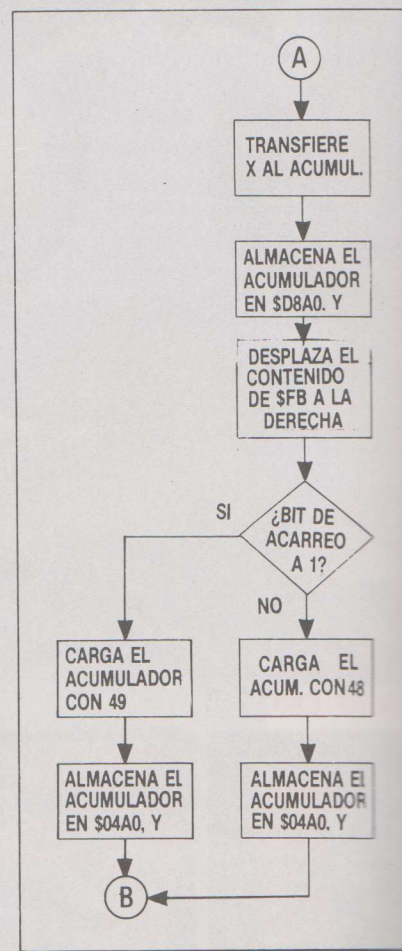 A
TRANSFIERE
X AL ACUMUL.
ALMACENA EL
ACUMULADOR
EN $D8A0. Y
DESPLAZA EL
CONTENIDO
DE $FB A LA
DERECHA
¿BIT DE
ACARREO
A 1?
SI
NO
CARGA EL
ACUMULADOR
CON 49
ALMACENA EL
ACUMULADOR
EN $04A0, Y
CARGA EL
ACUM. CON 48
ALMACENA EL
ACUMULADOR
EN $04A0. Y
B